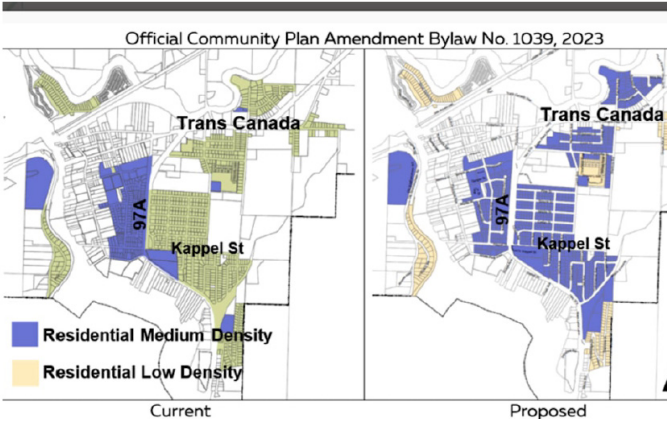 Official Community Plan Amendment Bylaw No. 1039, 2023
Trans Canada
97A
Kappel St
Residential Medium Density
Residential Low Density
Current
Trans Canada
97A
Kappel St
Proposed